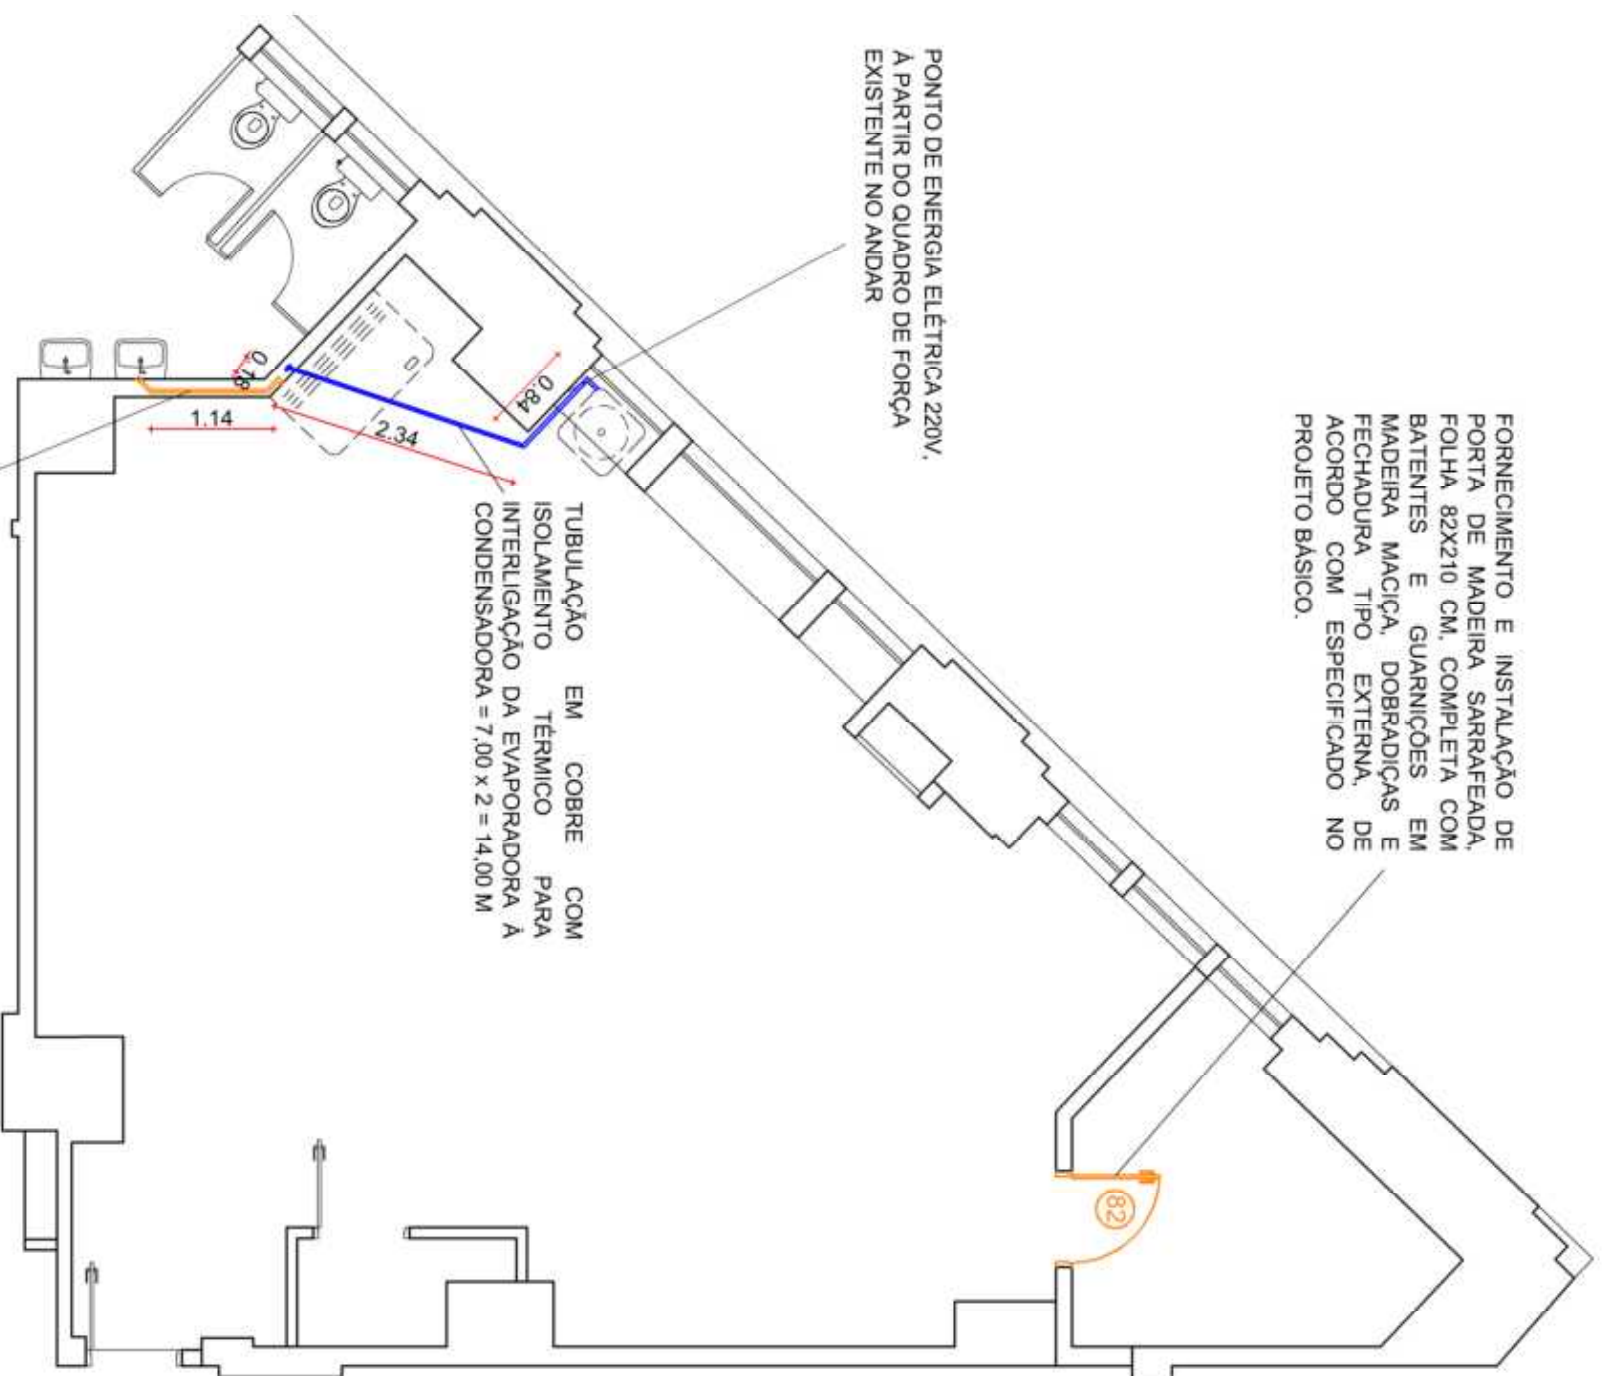 PONTO DE ENERGIA ELÉTRICA 220V,
À PARTIR DO QUADRO DE FORÇA
EXISTENTE NO ANDAR
FORNECIMENTO E INSTALAÇÃO DE
PORTA DE MADEIRA SARRAFEADA,
FOLHA 82X210 CM, COMPLETA COM
BATENTES E GUARNIÇÕES EM
MADEIRA MACIÇA, DOBRADIÇAS E
FECHADURA TIPO EXTERNA, DE
ACORDO COM ESPECIFICADO NO
PROJETO BÁSICO.
TUBULAÇÃO EM COBRE COM
ISOLAMENTO TÉRMICO PARA
INTERLIGAÇÃO DA EVAPORADORA À
CONDENSADORA = 7,00 x 2 = 14,00 M
0.18
1.14
2.34
0.84
82